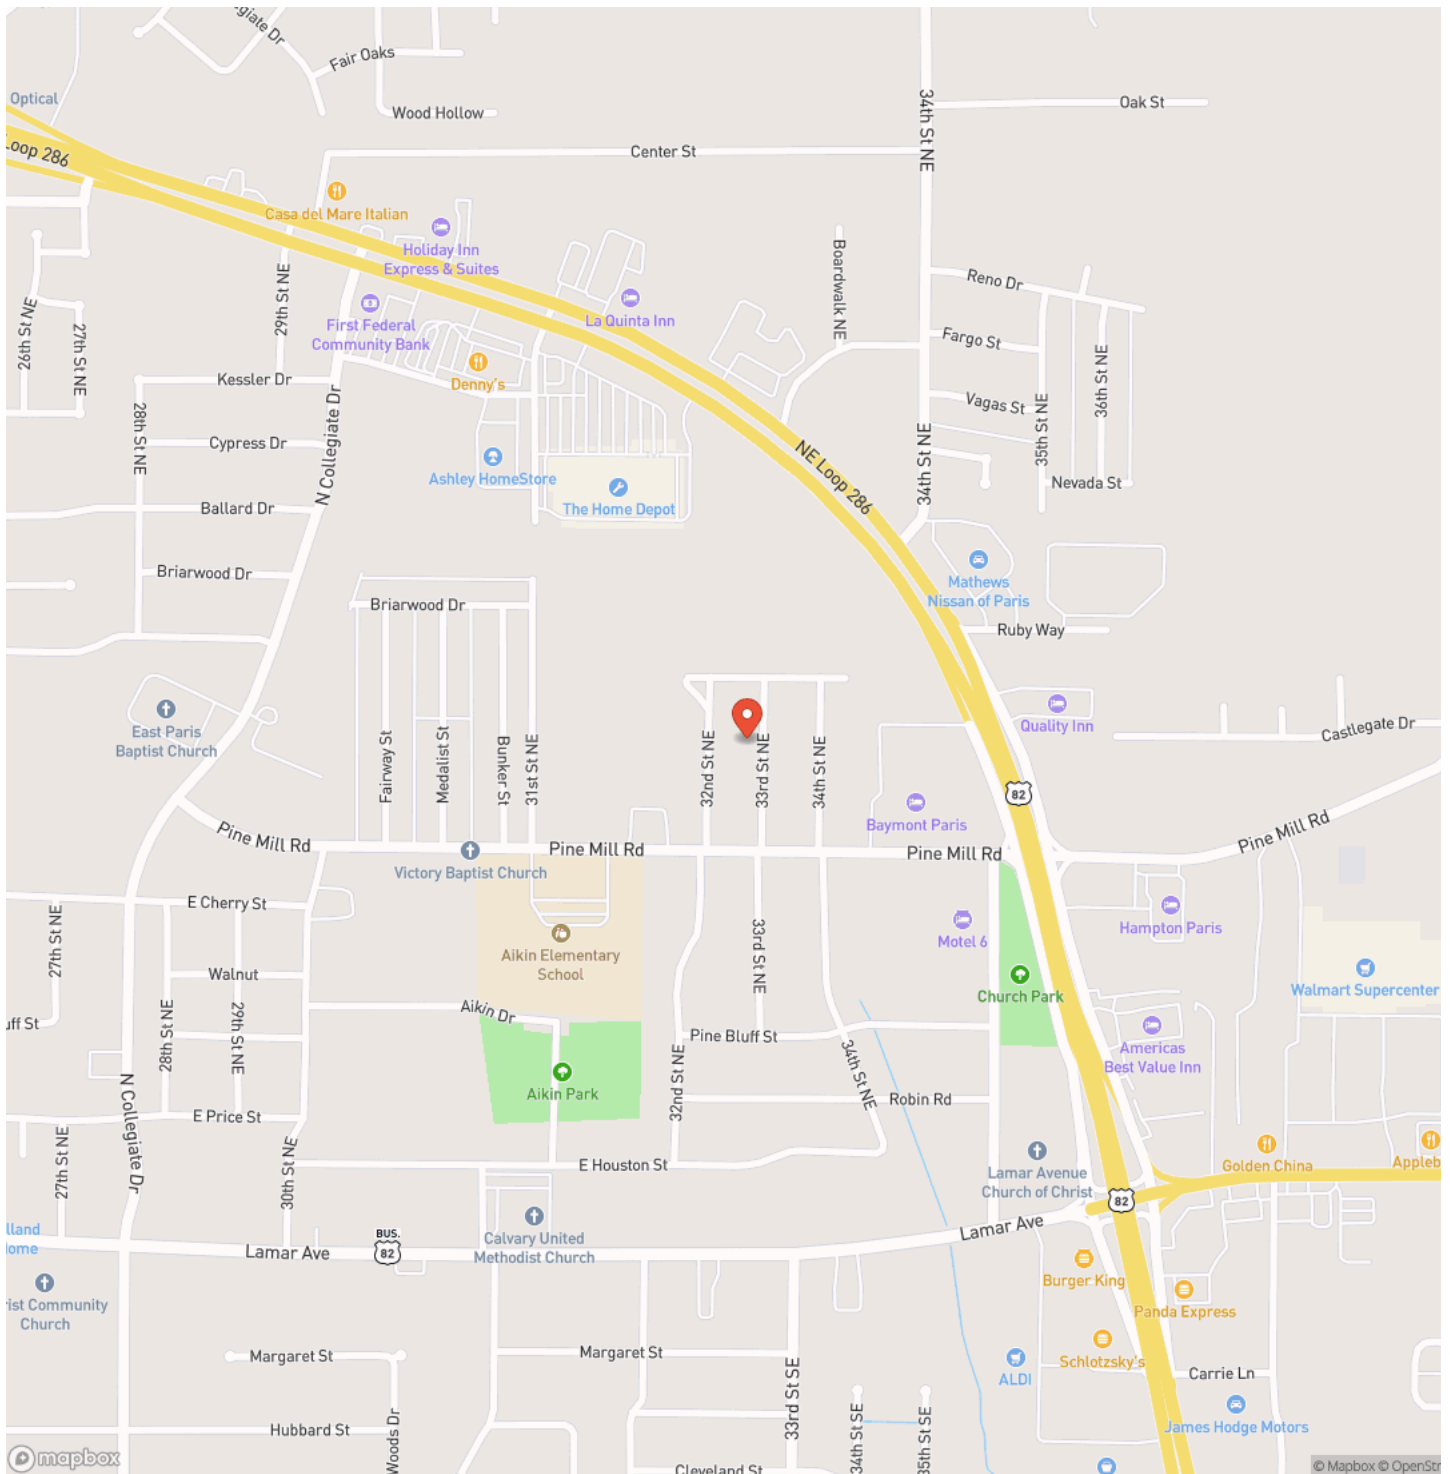 giate Dr
Fair Oaks
Optical
Wood Hollow
34th St NE
Oak St
Loop 286
Center St
Casa del Mare Italian
Holiday Inn
Express & Suites
Boardwalk NE
29th St NE
Reno Dr
La Quinta Inn
First Federal
Community Bank
26th St NE
27th St NE
Fargo St
36th St NE
Denny's
Kessler Dr
28th St NE
N Collegiate Dr
Vagas St
35th St NE
Cypress Dr
NE Loop 286
34th St NE
Ashley HomeStore
Nevada St
Ballard Dr
The Home Depot
Briarwood Dr
Mathews
Nissan of Paris
Briarwood Dr
Ruby Way
East Paris
Baptist Church
Quality Inn
Castlegate Dr
Fairway St
Medalist St
Bunker St
31st St NE
32nd St NE
33rd St NE
34th St NE
82
Baymont Paris
Pine Mill Rd
Pine Mill Rd
Pine Mill Rd
Pine Mill Rd
Victory Baptist Church
E Cherry St
Hampton Paris
Motel 6
27th St NE
33rd St NE
Aikin Elementary
School
Walnut
Church Park
Walmart Supercenter
Aikin Dr
uff St
28th St NE
29th St NE
Pine Bluff St
Americas
Best Value Inn
34th St NE
32nd St NE
Aikin Park
Robin Rd
N Collegiate Dr
E Price St
27th St NE
30th St NE
E Houston St
Golden China
Appleb
Lamar Avenue
Church of Christ
82
lland
Home
Lamar Ave
BUS.
82
Calvary United
Methodist Church
Lamar Ave
Burger King
rist Community
Church
Panda Express
Margaret St
Margaret St
Schlotzsky's
ALDI
Carrie Ln
33rd St SE
34th St SE
35th St SE
Hubbard St
Woods Dr
James Hodge Motors
mapbox
Cleveland St
© Mapbox © OpenStr